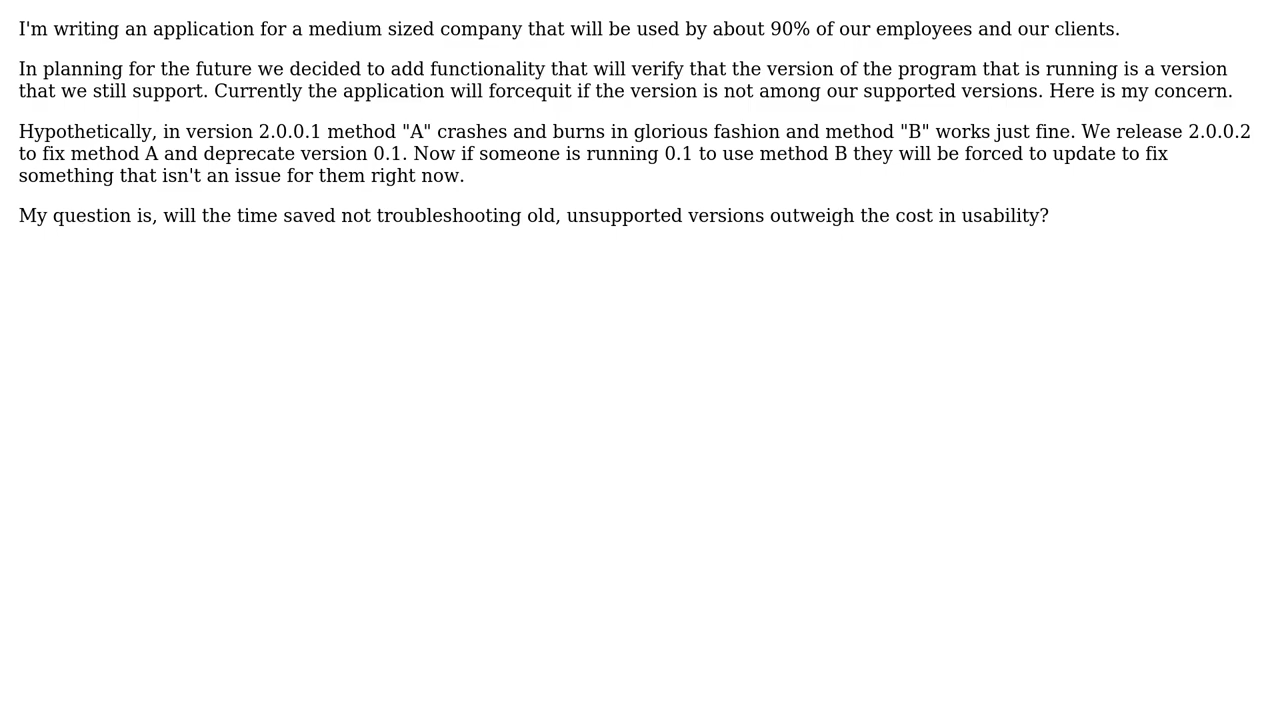 I'm writing an application for a medium sized company that will be used by about 90% of our employees and our clients.
In planning for the future we decided to add functionality that will verify that the version of the program that is running is a version
that we still support. Currently the application will forcequit if the version is not among our supported versions. Here is my concern.
Hypothetically, in version 2.0.0.1 method "A" crashes and burns in glorious fashion and method "B" works just fine. We release 2.0.0.2
to fix method A and deprecate version 0.1. Now if someone is running 0.1 to use method B they will be forced to update to fix
something that isn't an issue for them right now.
My question is, will the time saved not troubleshooting old, unsupported versions outweigh the cost in usability?